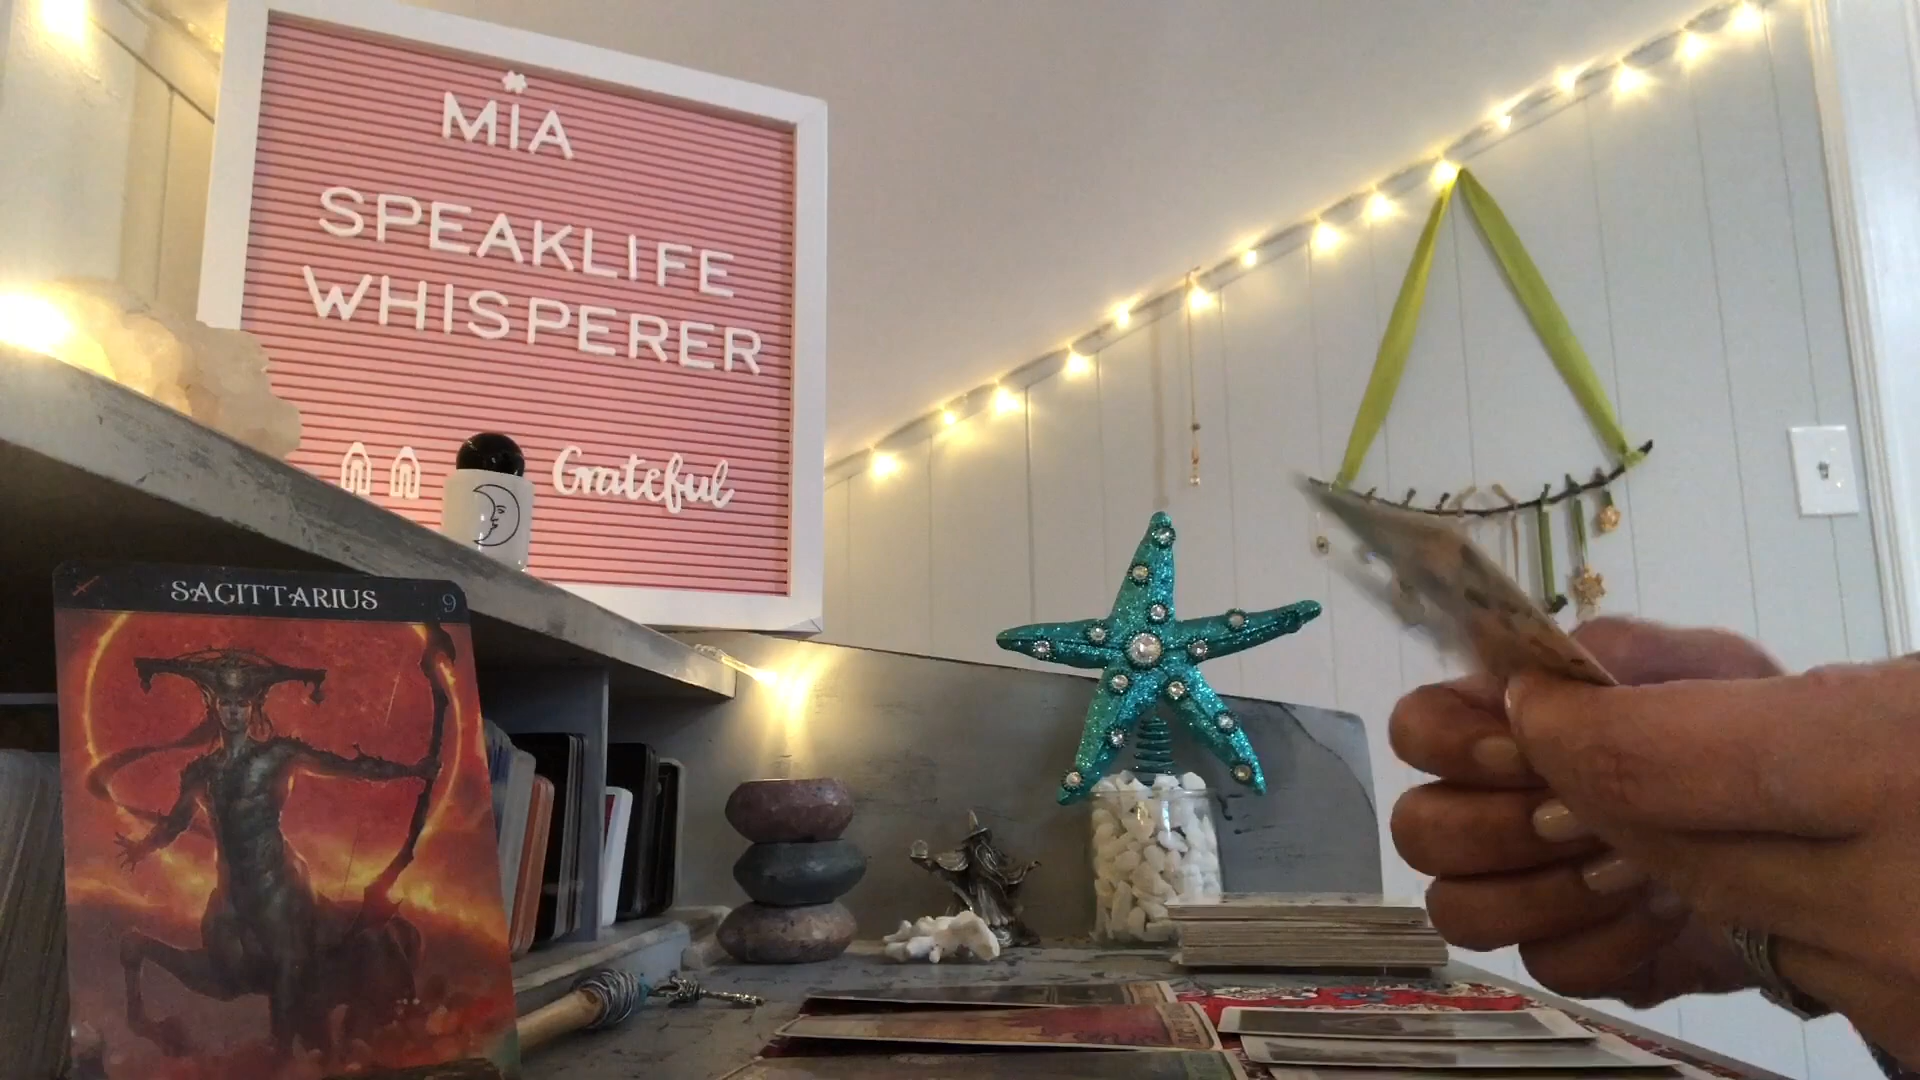 MIA
SPEAKLIFE
WHISPERER
Grateful
SAGITTARIUS 9